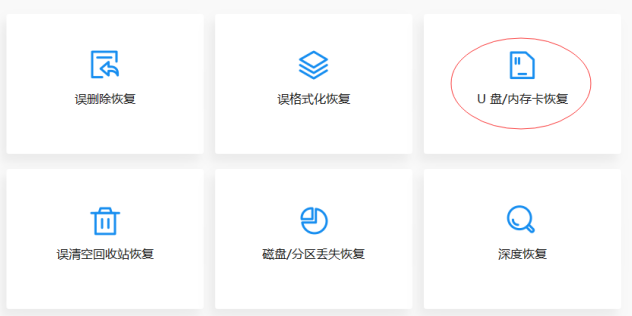 误删除恢复
误格式化恢复
U 盘/内存卡恢复
误清空回收站恢复
磁盘/分区丢失恢复
深度恢复